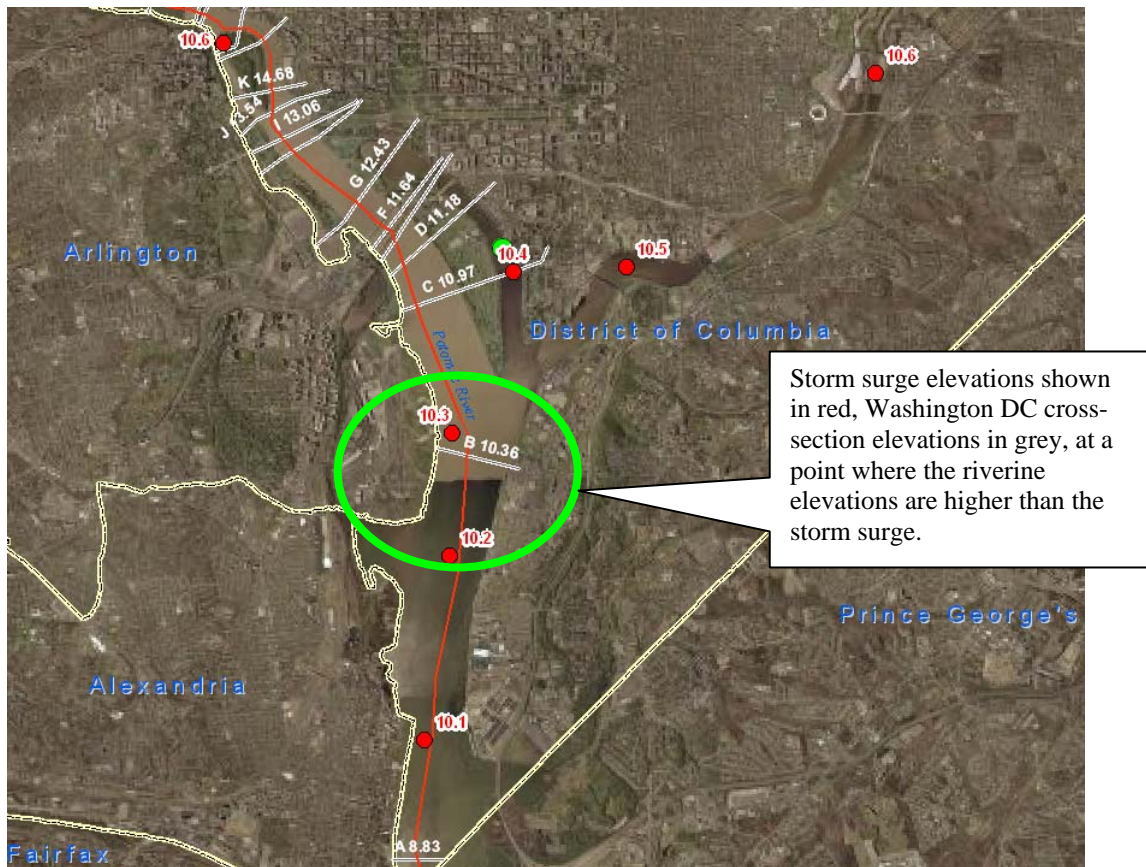 10.6
10.6
K 14.68
J 13.54
I 13.06
G 12.43
F 11.64
D 11.18
Arlington
10.4
10.5
C 10.97
District of Columbia
Potomac River
Storm surge elevations shown
in red, Washington DC cross-
section elevations in grey, at a
point where the riverine
elevations are higher than the
storm surge.
10.3
B 10.36
10.2
Prince George's
Alexandria
10.1
A 8.83
Fairfax